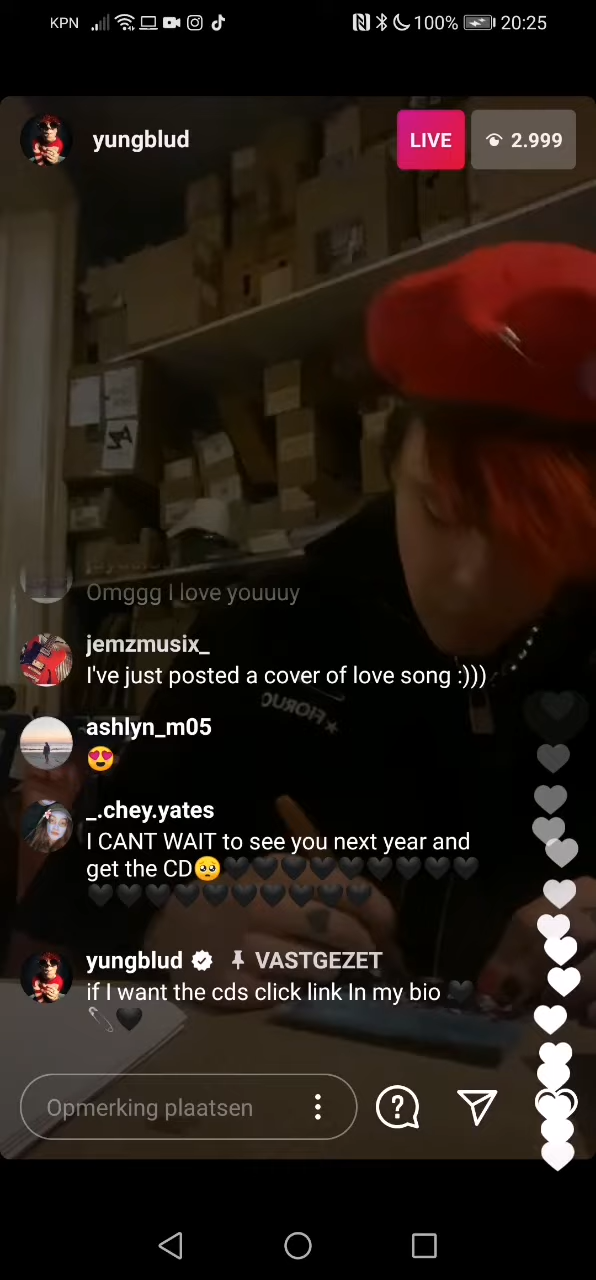 KPN 100% 20:25
yungblud LIVE 2.999
Omggg I love youuuy
jemzmusix_
I've just posted a cover of love song :)))
ashlyn_m05
😍
_.chey.yates
I CANT WAIT to see you next year and
get the CD🥺🖤🖤🖤🖤🖤🖤🖤🖤🖤
🖤🖤🖤🖤🖤🖤🖤🖤🖤🖤
FIORUC
yungblud VASTGEZET
if I want the cds click link In my bio 🖤
🧷🖤
Opmerking plaatsen